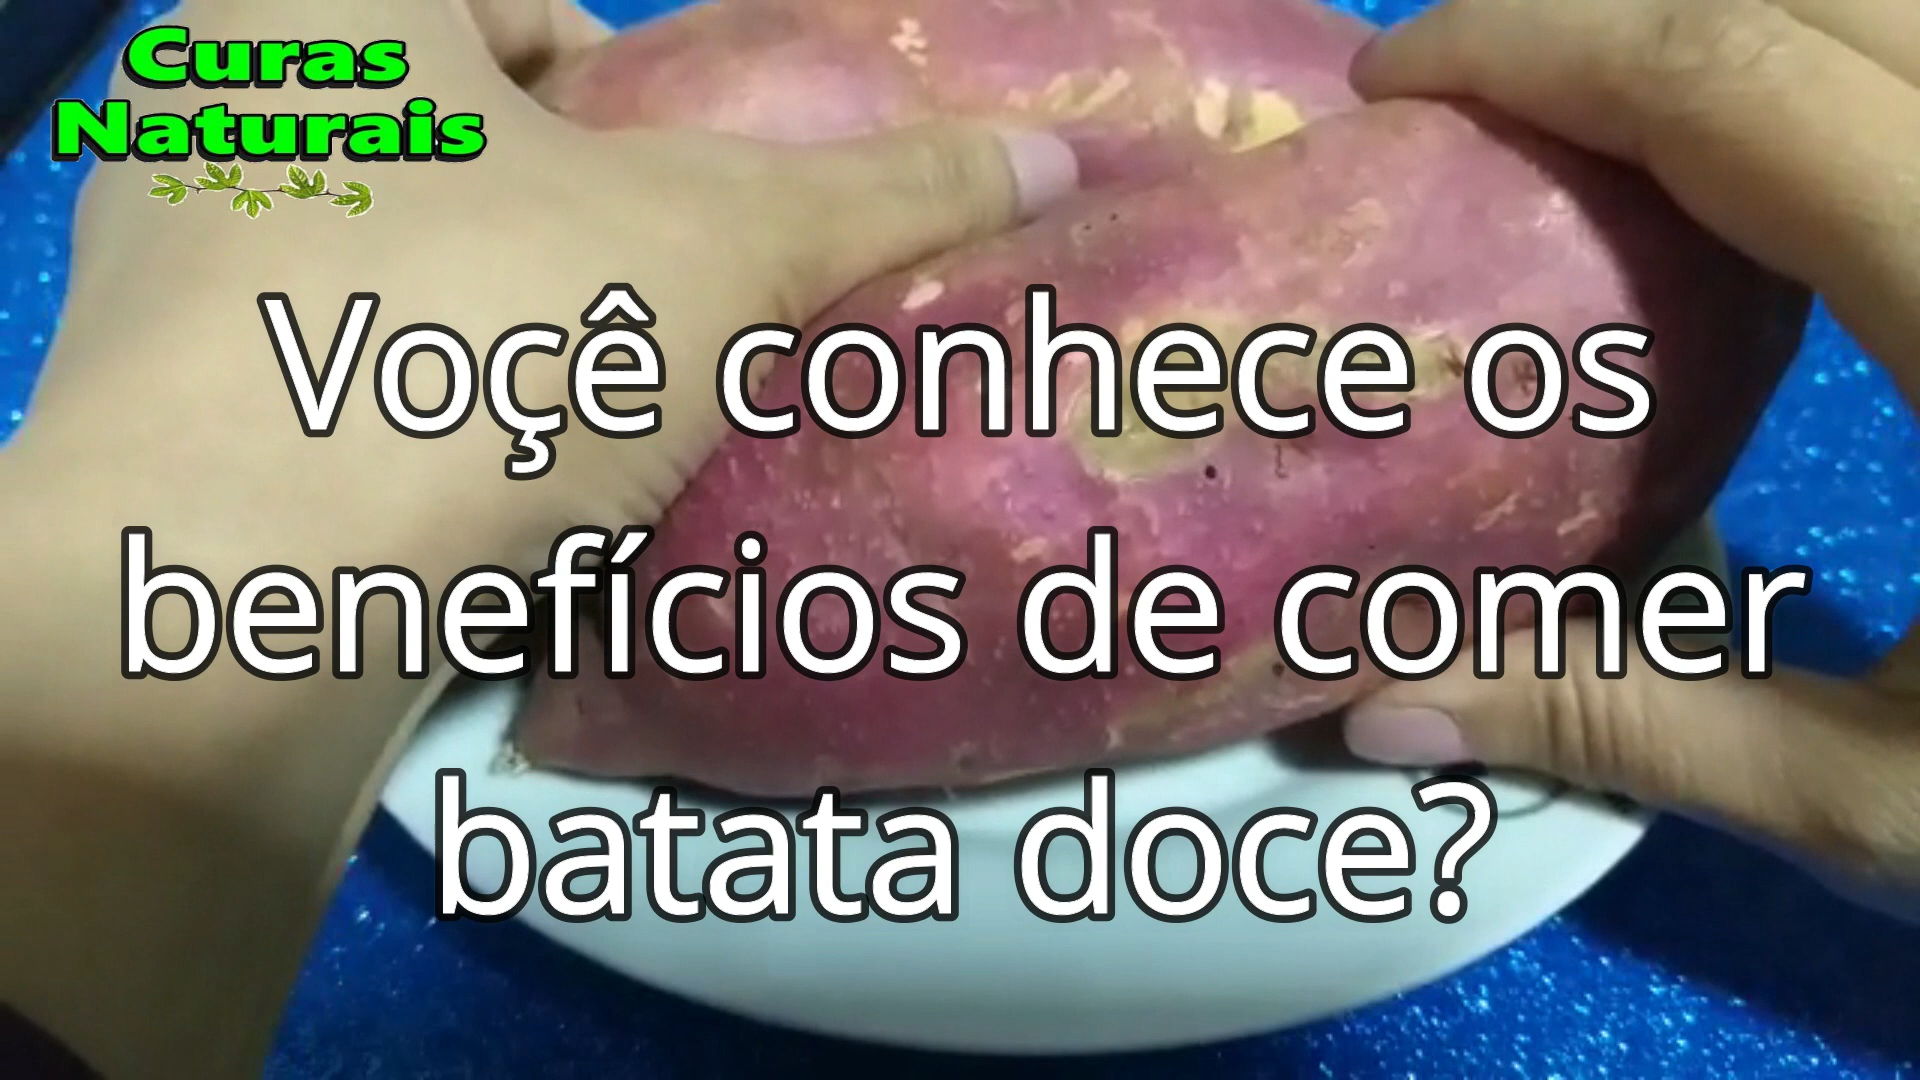 Curas
Naturais
Voçê conhece os
benefícios de comer
batata doce?